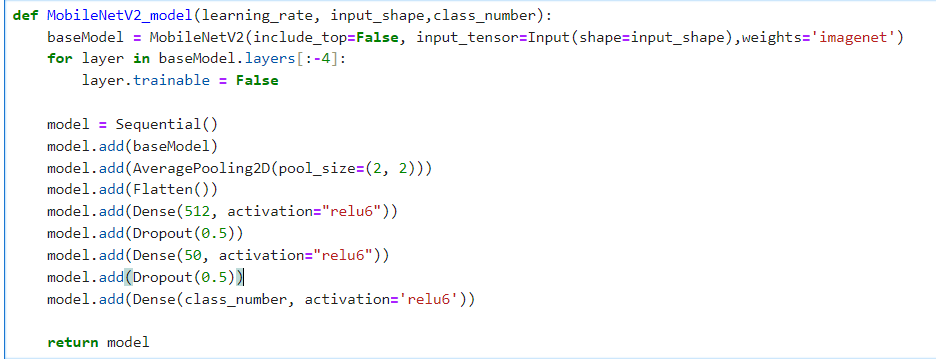 def MobileNetV2_model(learning_rate, input_shape,class_number):
    baseModel = MobileNetV2(include_top=False, input_tensor=Input(shape=input_shape),weights='imagenet')
    for layer in baseModel.layers[:-4]:
        layer.trainable = False

    model = Sequential()
    model.add(baseModel)
    model.add(AveragePooling2D(pool_size=(2, 2)))
    model.add(Flatten())
    model.add(Dense(512, activation="relu6"))
    model.add(Dropout(0.5))
    model.add(Dense(50, activation="relu6"))
    model.add(Dropout(0.5))
    model.add(Dense(class_number, activation='relu6'))

    return model